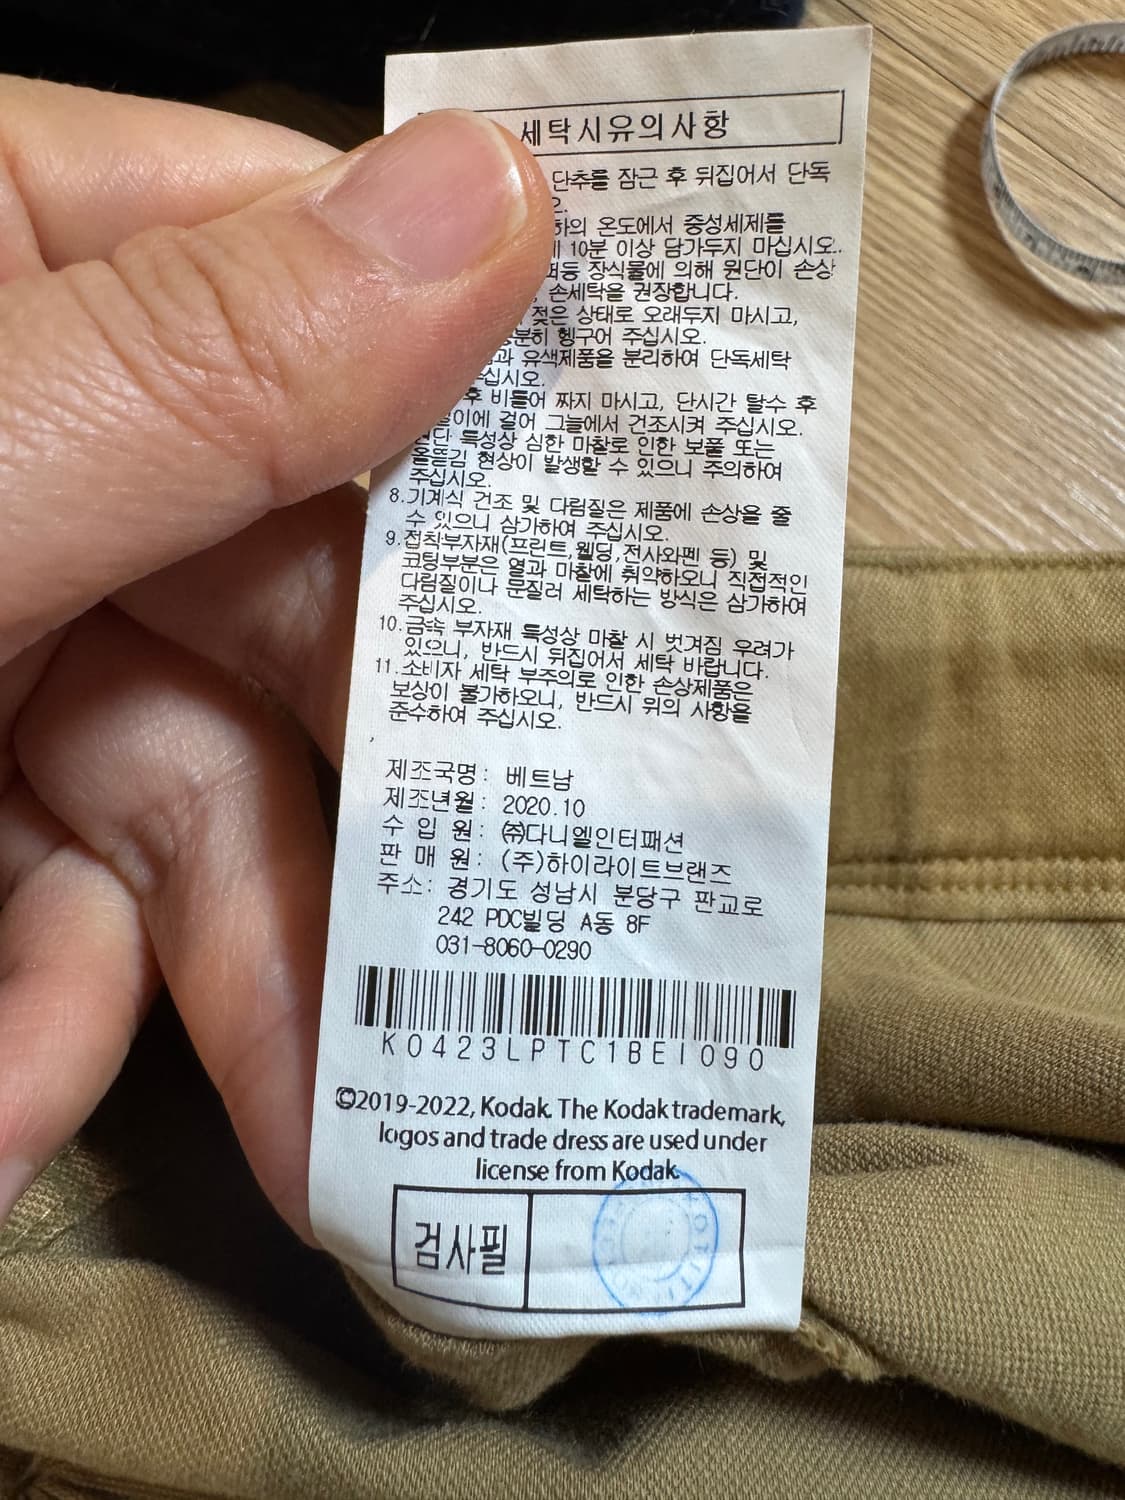 세탁시유의사항
단추를 잠근 후 뒤집어서 단독
온도에서 중성세제를
10분 이상 담가두지 마십시오.
장식물에 의해 원단이 손상
손세탁을 권장합니다.
젖은 상태로 오래두지 마시고,
헹구어 주십시오.
유색제품을 분리하여 단독세탁
후 비틀어 짜지 마시고, 단시간 탈수 후
걸어 그늘에서 건조시켜 주십시오.
원단 특성상 심한 마찰로 인한 보풀 또는
올뜯김 현상이 발생할 수 있으니 주의하여
주십시오.
8.기계식 건조 및 다림질은 제품에 손상을 줄
수 있으니 삼가하여 주십시오.
9.접착부자재(프린트,웰딩,전사와펜 등) 및
코팅부분은 열과 마찰에 취약하오니 직접적인
다림질이나 문질러 세탁하는 방식은 삼가하여
주십시오.
10.금속 부자재 특성상 마찰 시 벗겨짐 우려가
있으니, 반드시 뒤집어서 세탁 바랍니다.
11.소비자 세탁 부주의로 인한 손상제품은
보상이 불가하오니, 반드시 위의 사항을
준수하여 주십시오.
제조국명: 베트남
제조년월: 2020.10
수 입 원: ㈜다니엘인터패션
판 매 원: (주)하이라이트브랜즈
주소: 경기도 성남시 분당구 판교로
242 PDC빌딩 A동 8F
031-8060-0290
K0423LPTC1BEI090
©2019-2022, Kodak. The Kodak trademark,
logos and trade dress are used under
license from Kodak.
검사필